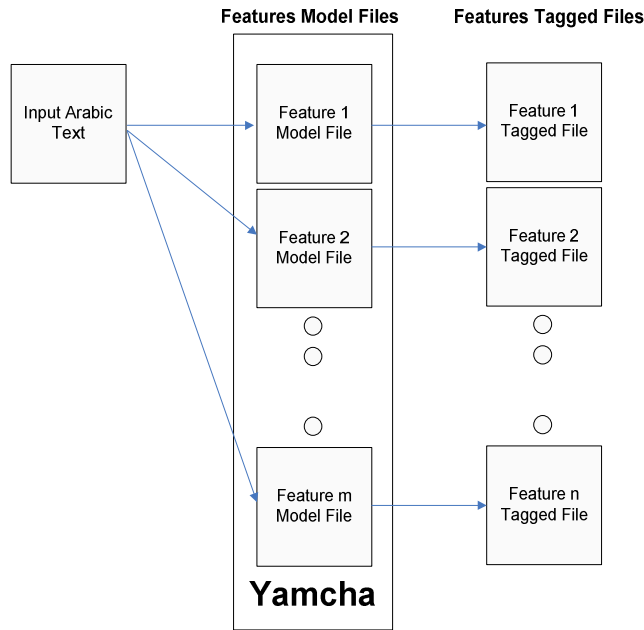 Features Model Files
Features Tagged Files
Input Arabic
Text
Feature 1
Model File
Feature 1
Tagged File
Feature 2
Model File
Feature 2
Tagged File
Feature m
Model File
Feature n
Tagged File
Yamcha